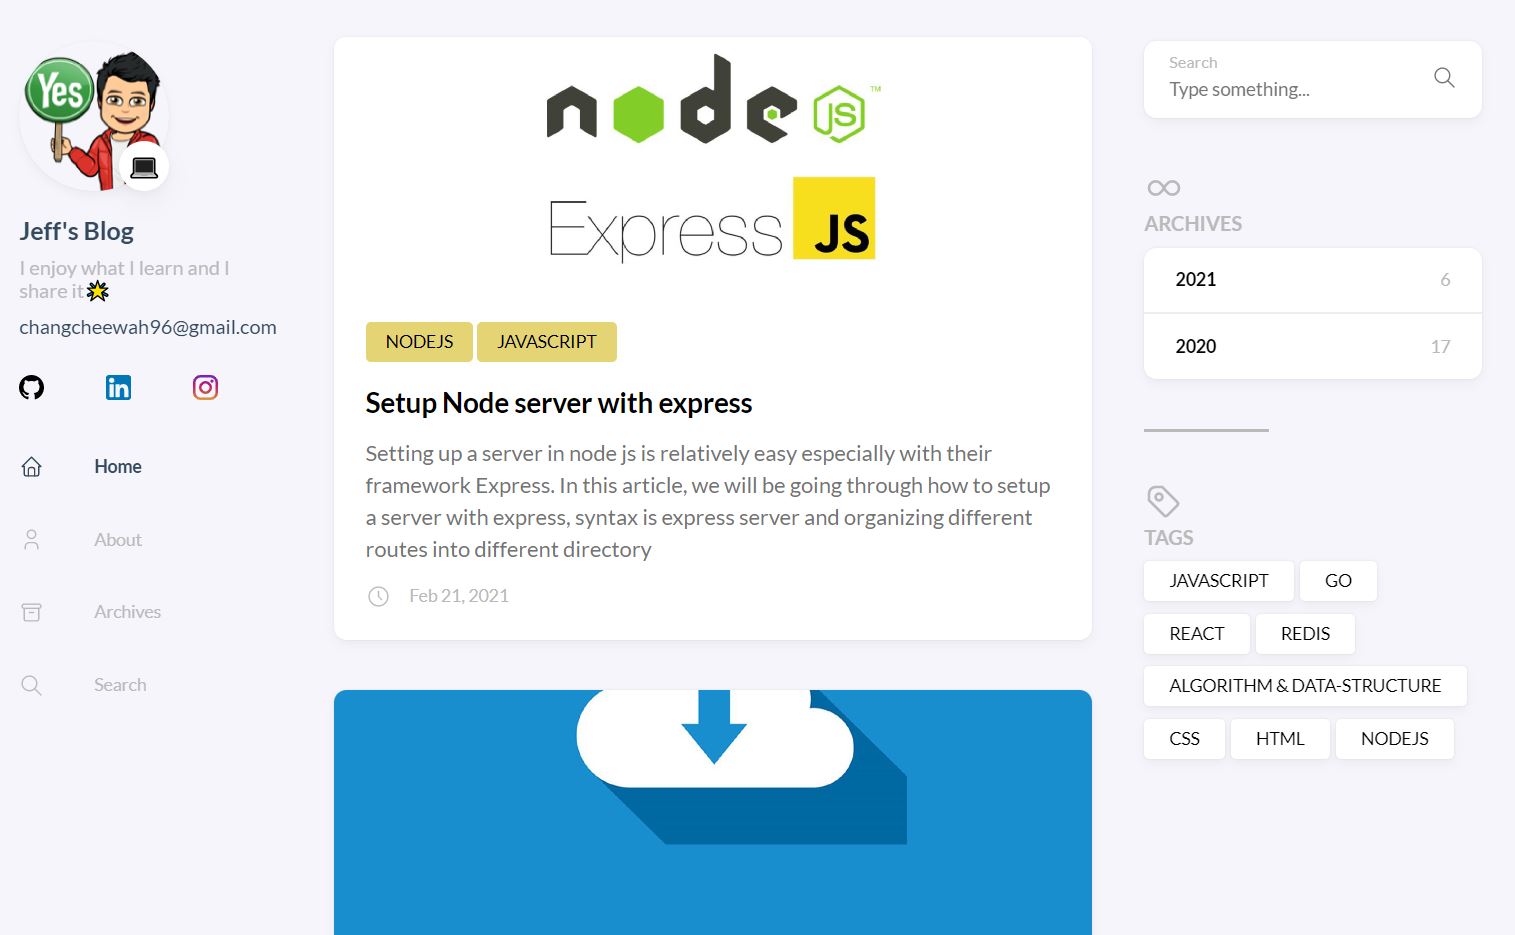 Yes
Jeff's Blog
I enjoy what I learn and I
share it
changcheewah96@gmail.com
in
Home
About
Archives
Search
node
JS
™
Express
JS
NODEJS
JAVASCRIPT
Setup Node server with express
Setting up a server in node js is relatively easy especially with their
framework Express. In this article, we will be going through how to setup
a server with express, syntax is express server and organizing different
routes into different directory
Feb 21, 2021
Search
Type something...
ARCHIVES
2021 6
2020 17
TAGS
JAVASCRIPT GO
REACT REDIS
ALGORITHM & DATA-STRUCTURE
CSS HTML NODEJS